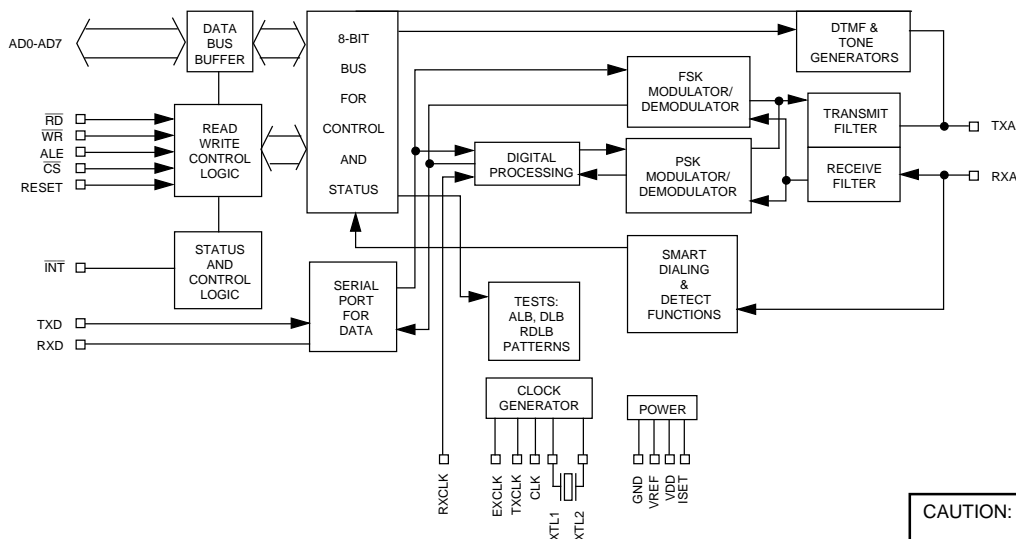 AD0-AD7
DATA
BUS
BUFFER
8-BIT
BUS
FOR
CONTROL
AND
STATUS
DTMF &
TONE
GENERATORS
FSK
MODULATOR/
DEMODULATOR
TRANSMIT
FILTER
TXA
RD
WR
ALE
CS
RESET
READ
WRITE
CONTROL
LOGIC
DIGITAL
PROCESSING
PSK
MODULATOR/
DEMODULATOR
RECEIVE
FILTER
RXA
INT
STATUS
AND
CONTROL
LOGIC
SMART
DIALING
&
DETECT
FUNCTIONS
TXD
RXD
SERIAL
PORT
FOR
DATA
TESTS:
ALB, DLB
RDLB
PATTERNS
CLOCK
GENERATOR
POWER
RXCLK
EXCLK
TXCLK
CLK
XTL1
XTL2
GND
VREF
VDD
ISET
CAUTION: